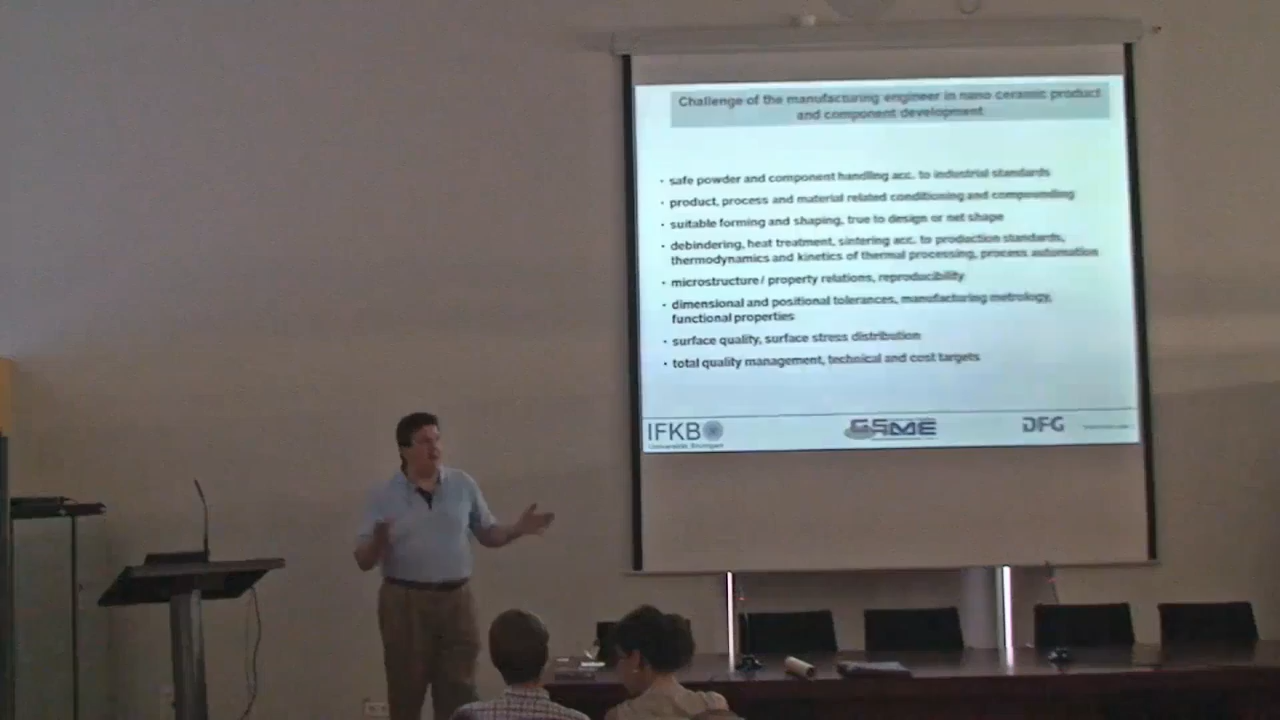 Challenge of the manufacturing engineer in nano ceramic product
and component development
• safe powder and component handling acc. to industrial standards
• product, process and material related conditioning and compounding
• suitable forming and shaping, true to design or net shape
• debindering, heat treatment, sintering acc. to production standards,
thermodynamics and kinetics of thermal processing, process automation
• microstructure / property relations, reproducibility
• dimensional and positional tolerances, manufacturing metrology,
functional properties
• surface quality, surface stress distribution
• total quality management, technical and cost targets
IFKB
Universität Stuttgart
GSME
DFG